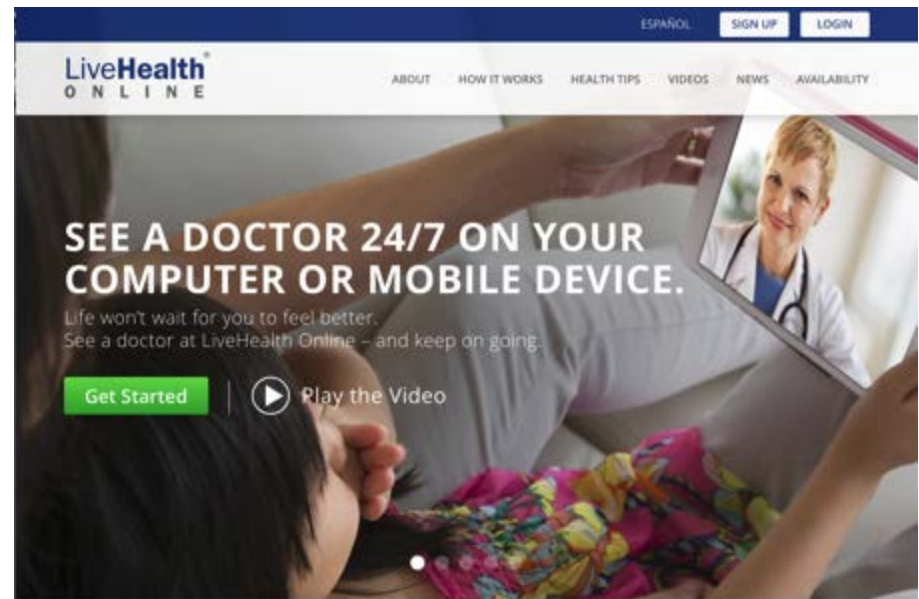 ESPAÑOL SIGN UP LOGIN
LiveHealth®
ONLINE
ABOUT HOW IT WORKS HEALTH TIPS VIDEOS NEWS AVAILABILITY
SEE A DOCTOR 24/7 ON YOUR
COMPUTER OR MOBILE DEVICE.
Life won't wait for you to feel better.
See a doctor at LiveHealth Online – and keep on going.
Get Started Play the Video